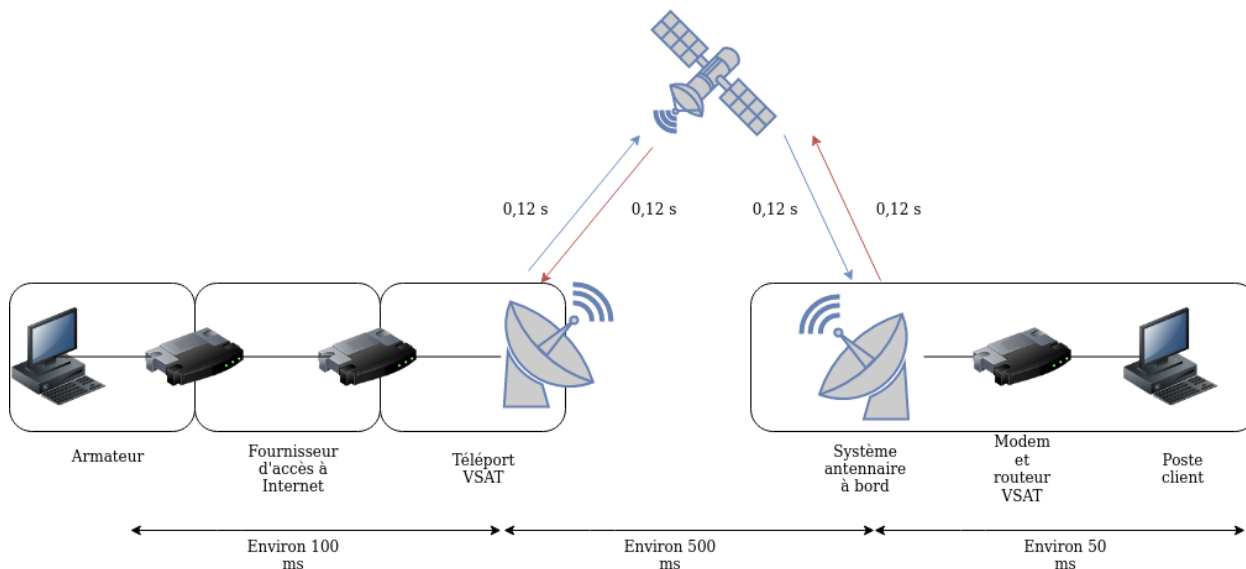 0,12 s
0,12 s
0,12 s
0,12 s
Armateur
Fournisseur
d'accès à
Internet
Téléport
VSAT
Système
antennaire
à bord
Modem
et
routeur
VSAT
Poste
client
Environ 100
ms
Environ 500
ms
Environ 50
ms